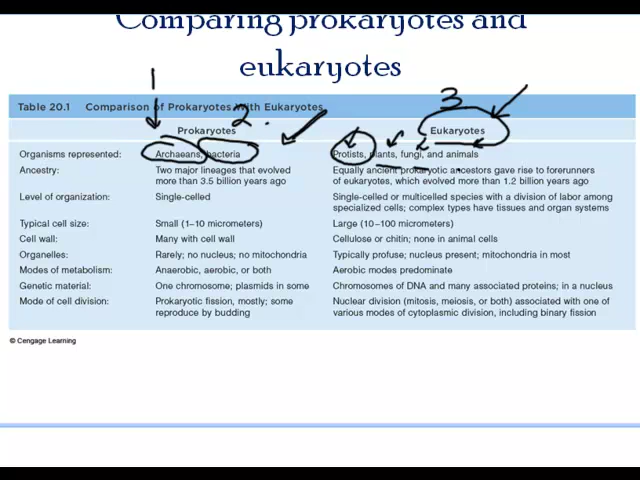 Comparing prokaryotes and
eukaryotes
1
2.
3
Table 20.1 Comparison of Prokaryotes With Eukaryotes
Prokaryotes Eukaryotes
Organisms represented: Archaeans, bacteria Protists, plants, fungi, and animals
Ancestry: Two major lineages that evolved Equally ancient prokaryotic ancestors gave rise to forerunners
more than 3.5 billion years ago of eukaryotes, which evolved more than 1.2 billion years ago
Level of organization: Single-celled Single-celled or multicelled species with a division of labor among
specialized cells; complex types have tissues and organ systems
Typical cell size: Small (1–10 micrometers) Large (10–100 micrometers)
Cell wall: Many with cell wall Cellulose or chitin; none in animal cells
Organelles: Rarely; no nucleus; no mitochondria Typically profuse; nucleus present; mitochondria in most
Modes of metabolism: Anaerobic, aerobic, or both Aerobic modes predominate
Genetic material: One chromosome; plasmids in some Chromosomes of DNA and many associated proteins; in a nucleus
Mode of cell division: Prokaryotic fission, mostly; some Nuclear division (mitosis, meiosis, or both) associated with one of
reproduce by budding various modes of cytoplasmic division, including binary fission
© Cengage Learning